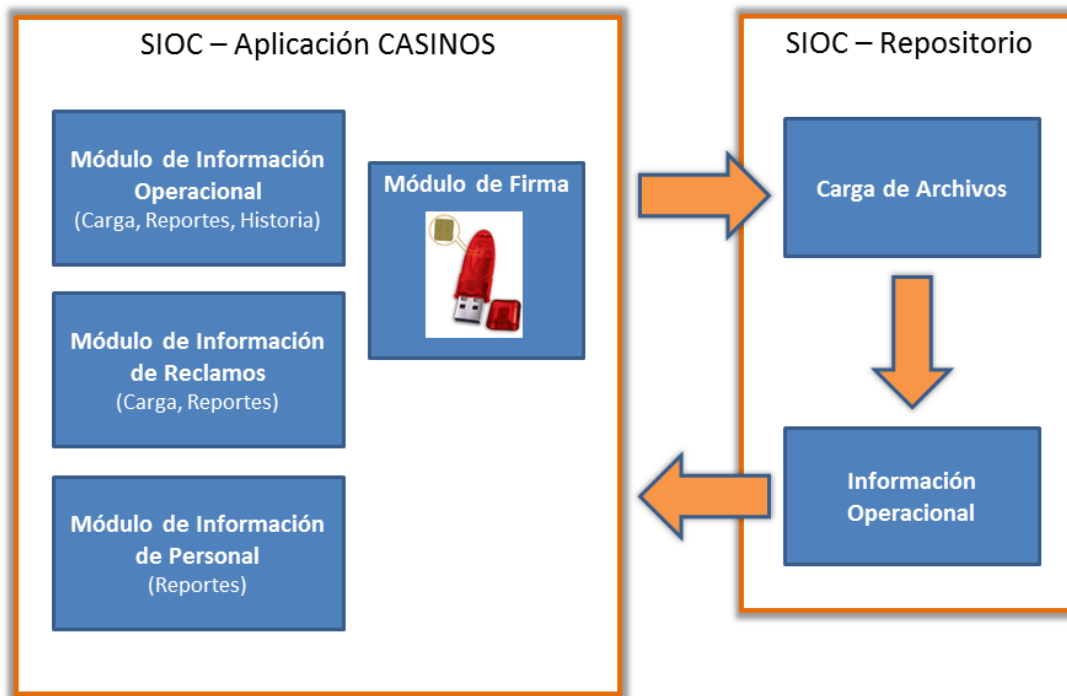 SIOC – Aplicación CASINOS
Módulo de Información
Operacional
(Carga, Reportes, Historia)
Módulo de Firma
Módulo de Información
de Reclamos
(Carga, Reportes)
Módulo de Información
de Personal
(Reportes)
SIOC – Repositorio
Carga de Archivos
Información
Operacional